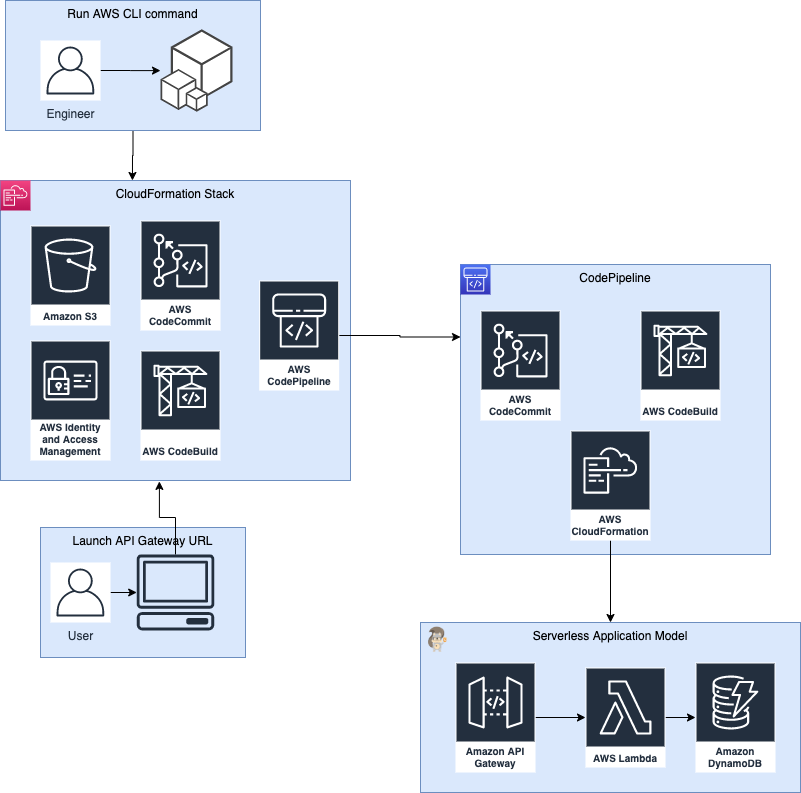 Run AWS CLI command
Engineer
CloudFormation Stack
Amazon S3
AWS
CodeCommit
AWS
CodePipeline
AWS Identity
and Access
Management
AWS CodeBuild
Launch API Gateway URL
User
CodePipeline
AWS
CodeCommit
AWS CodeBuild
AWS
CloudFormation
Serverless Application Model
Amazon API
Gateway
AWS Lambda
Amazon
DynamoDB